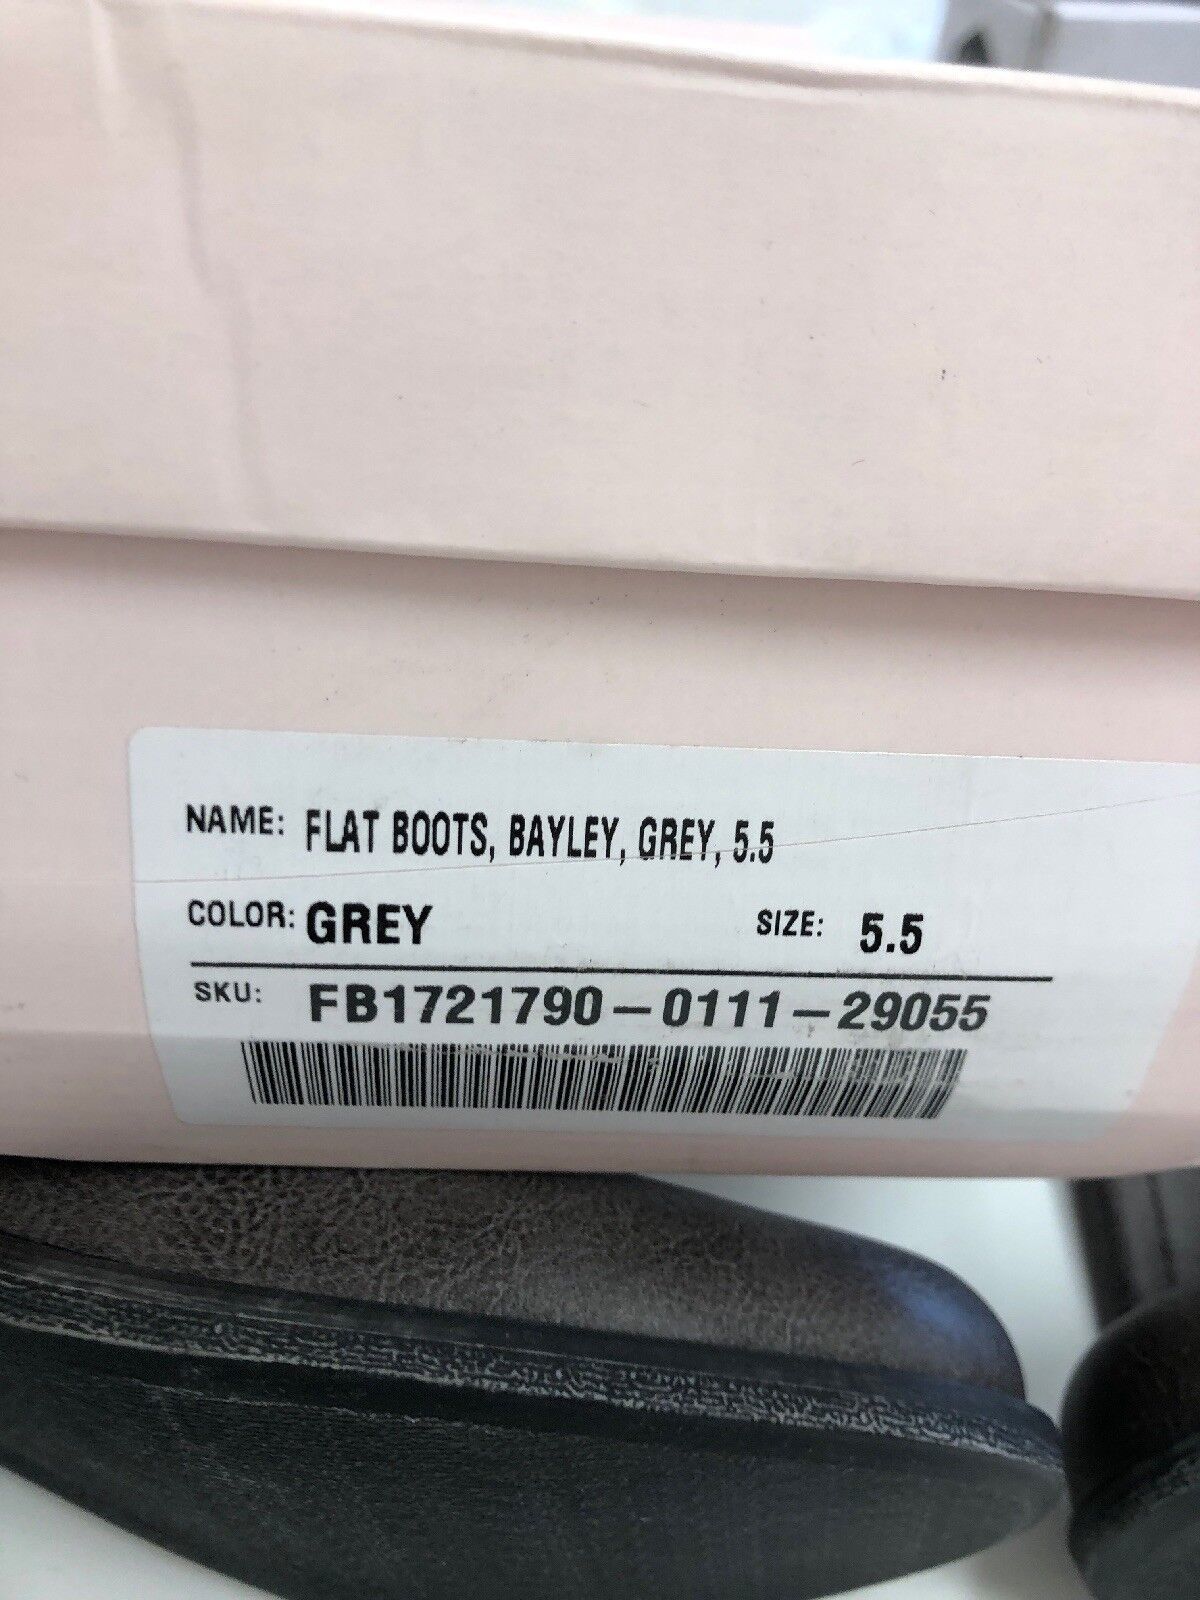 NAME: FLAT BOOTS, BAYLEY, GREY, 5.5
COLOR: GREY SIZE: 5.5
SKU: FB1721790-0111-29055